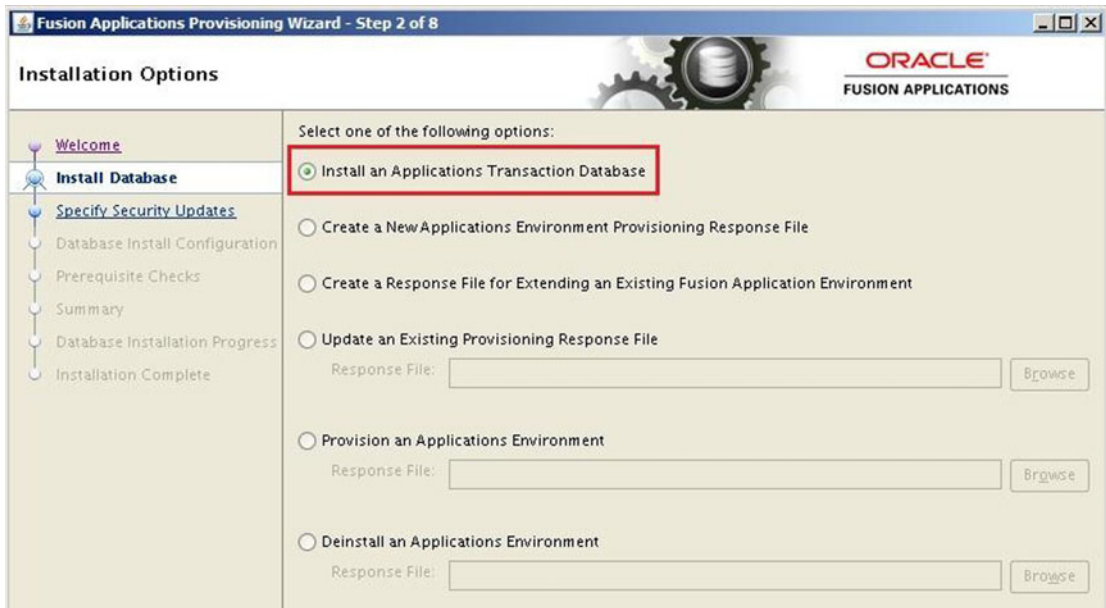 Fusion Applications Provisioning Wizard - Step 2 of 8
Installation Options
ORACLE
FUSION APPLICATIONS
Welcome
Install Database
Specify Security Updates
Database Install Configuration
Prerequisite Checks
Summary
Database Installation Progress
Installation Complete
Select one of the following options:
Install an Applications Transaction Database
Create a New Applications Environment Provisioning Response File
Create a Response File for Extending an Existing Fusion Application Environment
Update an Existing Provisioning Response File
Response File: Browse
Provision an Applications Environment
Response File: Browse
Deinstall an Applications Environment
Response File: Browse